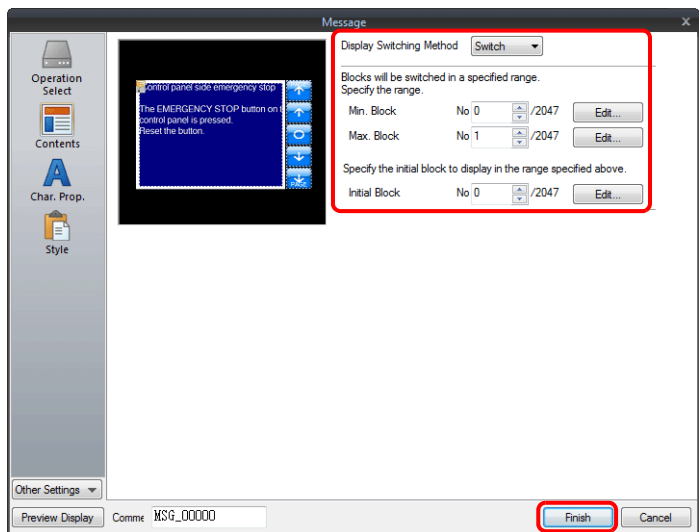 Message
X
Operation
Select
Contents
Char. Prop.
Style
Control panel side emergency stop
The EMERGENCY STOP button on t
control panel is pressed.
Reset the button.
PAGE
Display Switching Method Switch
Blocks will be switched in a specified range.
Specify the range.
Min. Block No 0 /2047 Edit...
Max. Block No 1 /2047 Edit...
Specify the initial block to display in the range specified above.
Initial Block No 0 /2047 Edit...
Other Settings
Preview Display Comme MSG_00000 Finish Cancel